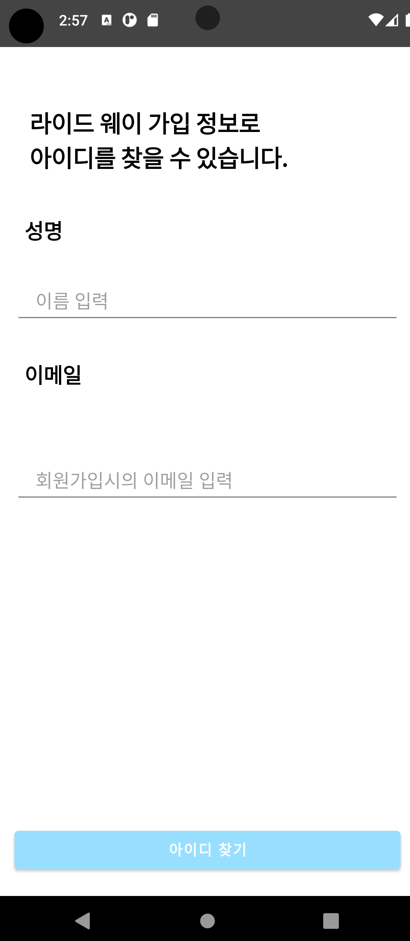 2:57
라이드 웨이 가입 정보로
아이디를 찾을 수 있습니다.
성명
이름 입력
이메일
회원가입시의 이메일 입력
아이디 찾기